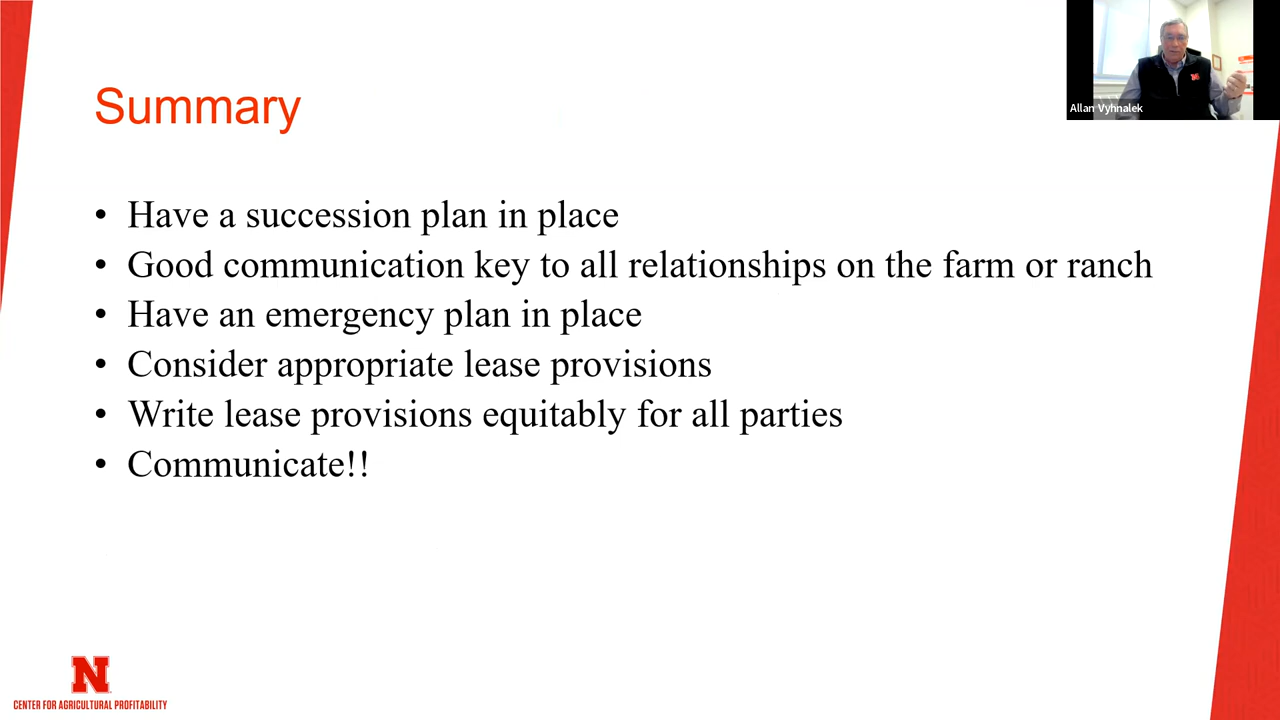 Summary
• Have a succession plan in place
• Good communication key to all relationships on the farm or ranch
• Have an emergency plan in place
• Consider appropriate lease provisions
• Write lease provisions equitably for all parties
• Communicate!!
Allan Vyhnalek
N
CENTER FOR AGRICULTURAL PROFITABILITY